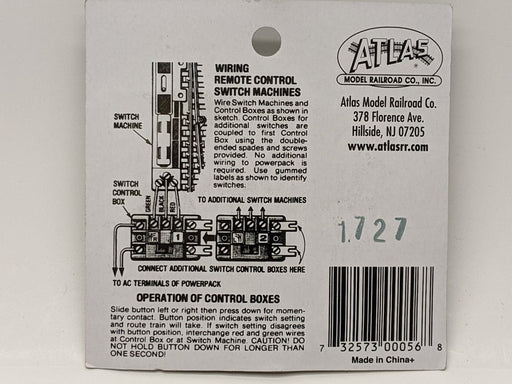 WIRING
REMOTE CONTROL
SWITCH MACHINES
Wire Switch Machines and
Control Boxes as shown in
sketch. Control Boxes for
additional switches are
coupled to first Control
Box using the double-
ended spades and screws
provided. No additional
wiring to powerpack is
required. Use gummed
labels as shown to identify
switches.
SWITCH
MACHINE
SWITCH
CONTROL
BOX
GREEN
BLACK
RED
TO ADDITIONAL SWITCH MACHINES
1
2
CONNECT ADDITIONAL SWITCH CONTROL BOXES HERE
TO AC TERMINALS OF POWERPACK
OPERATION OF CONTROL BOXES
Slide button left or right then press down for momen-
tary contact. Button position indicates switch setting
and route train will take. If switch setting disagrees
with button position, interchange red and green wires
at Control Box or at Switch Machine. CAUTION! DO
NOT HOLD BUTTON DOWN FOR LONGER THAN
ONE SECOND!
ATLAS
MODEL RAILROAD CO., INC.
Atlas Model Railroad Co.
378 Florence Ave.
Hillside, NJ 07205
www.atlasrr.com
1.727
7 32573 00056 8
Made in China+